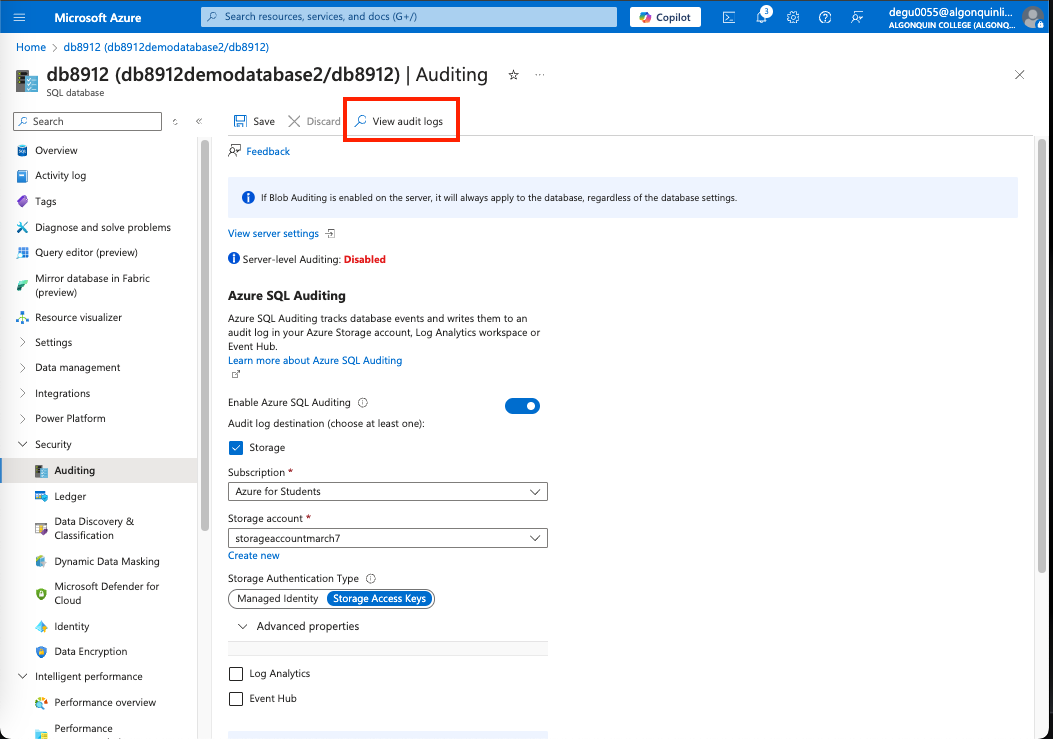 Microsoft Azure
Search resources, services, and docs (G+/)
Copilot
3
degu0055@algonquinli...
ALGONQUIN COLLEGE (ALGONQ...
Home > db8912 (db8912demodatabase2/db8912)
db8912 (db8912demodatabase2/db8912) | Auditing
SQL database
Search
Save
Discard
View audit logs
Overview
Activity log
Tags
Diagnose and solve problems
Query editor (preview)
Mirror database in Fabric
(preview)
Resource visualizer
Settings
Data management
Integrations
Power Platform
Security
Auditing
Ledger
Data Discovery &
Classification
Dynamic Data Masking
Microsoft Defender for
Cloud
Identity
Data Encryption
Intelligent performance
Performance overview
Performance
Feedback
If Blob Auditing is enabled on the server, it will always apply to the database, regardless of the database settings.
View server settings
Server-level Auditing: Disabled
Azure SQL Auditing
Azure SQL Auditing tracks database events and writes them to an
audit log in your Azure Storage account, Log Analytics workspace or
Event Hub.
Learn more about Azure SQL Auditing
Enable Azure SQL Auditing
Audit log destination (choose at least one):
Storage
Subscription *
Azure for Students
Storage account *
storageaccountmarch7
Create new
Storage Authentication Type
Managed Identity Storage Access Keys
Advanced properties
Log Analytics
Event Hub